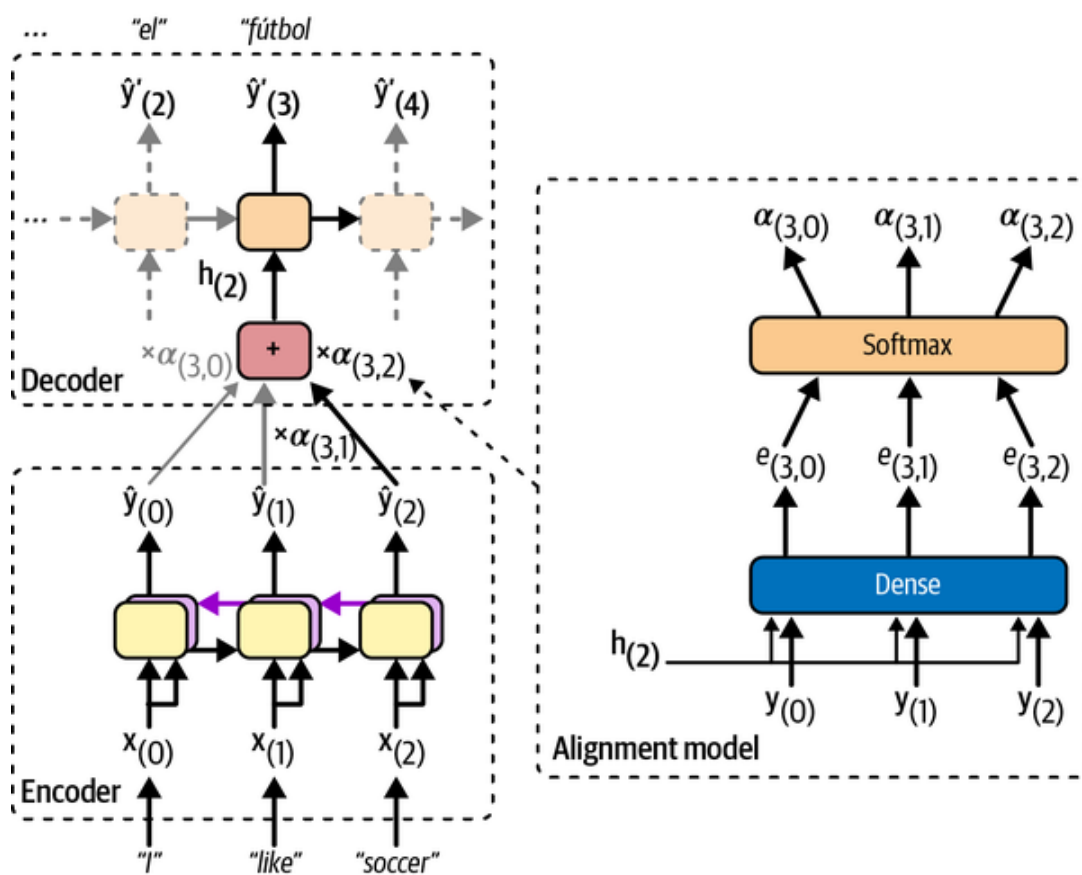 ... "el" "fútbol
ŷ'(2) ŷ'(3) ŷ'(4)
...
h(2)
+
×α(3,0) ×α(3,2)
Decoder
×α(3,1)
ŷ(0) ŷ(1) ŷ(2)
x(0) x(1) x(2)
Encoder
"I" "like" "soccer"
α(3,0) α(3,1) α(3,2)
Softmax
e(3,0) e(3,1) e(3,2)
Dense
h(2)
y(0) y(1) y(2)
Alignment model